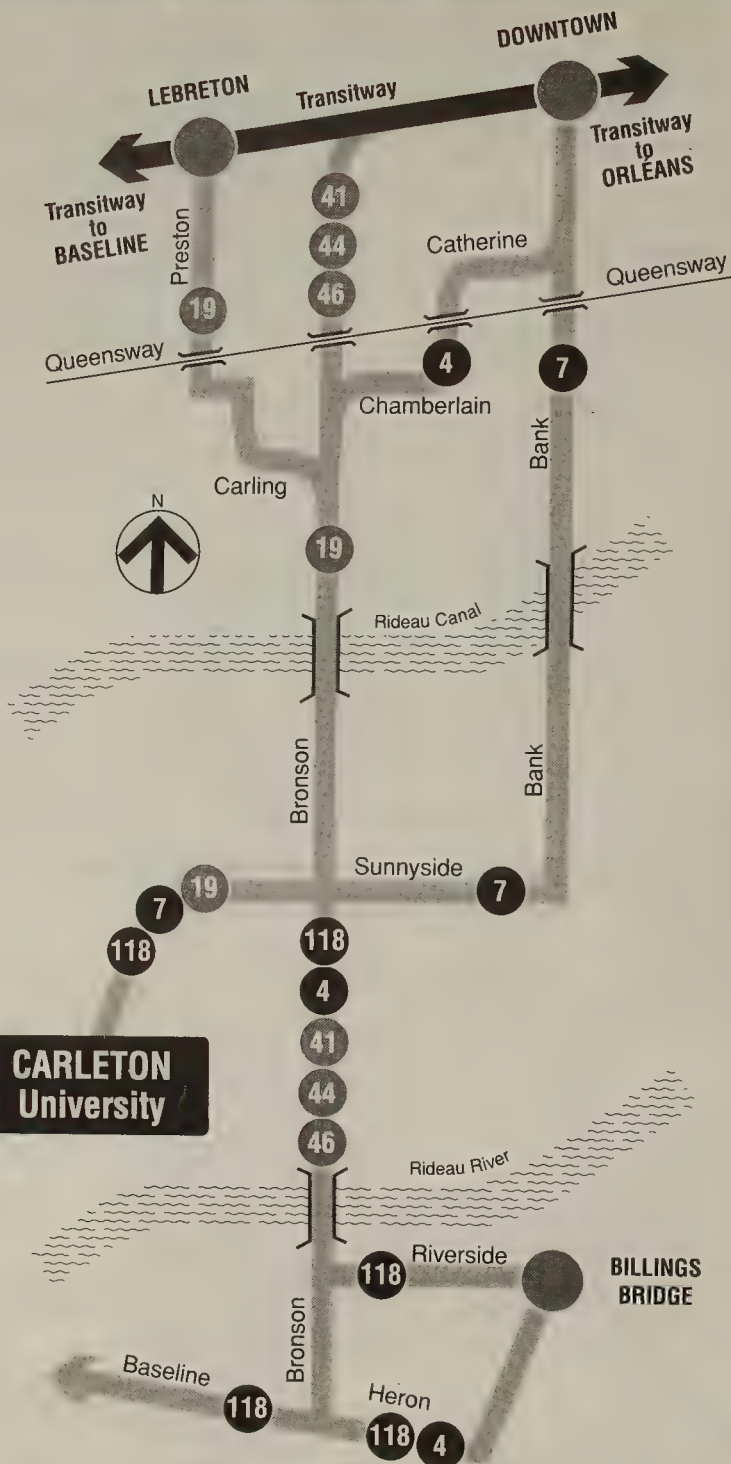 DOWNTOWN
LEBRETON
Transitway
Transitway
to
ORLÉANS
Transitway
to
BASELINE
Preston
41
44
46
Catherine
Queensway
19
Queensway
4
7
Chamberlain
Bank
Carling
N
19
Rideau Canal
Bronson
Bank
Sunnyside
19
7
7
118
118
4
41
44
46
CARLETON
University
Rideau River
Riverside
118
BILLINGS
BRIDGE
Bronson
Baseline
118
Heron
118
4